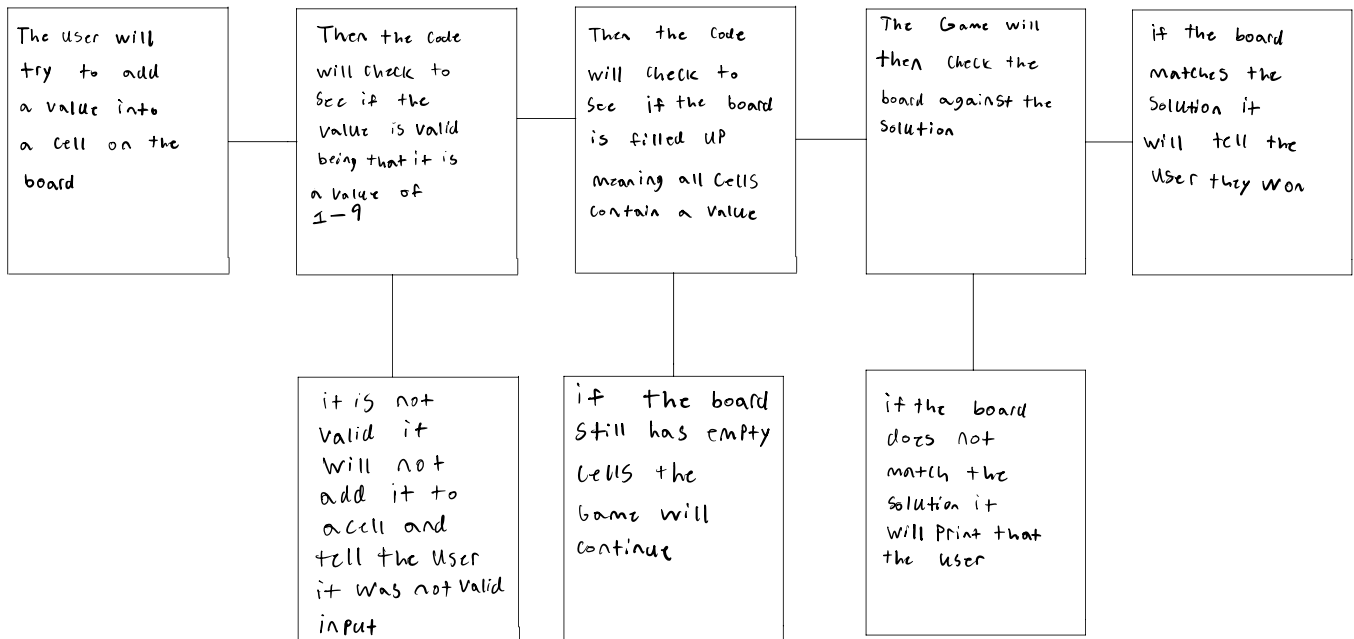 The user will
try to add
a value into
a cell on the
board
Then the code
will check to
see if the
value is valid
being that it is
a value of
1-9
Then the code
will check to
see if the board
is filled up
meaning all cells
contain a value
The Game will
then check the
board against the
solution
if the board
matches the
solution it
will tell the
user they won
it is not
valid it
will not
add it to
a cell and
tell the user
it was not valid
input
if the board
still has empty
cells the
Game will
continue
if the board
does not
match the
solution it
will print that
the user